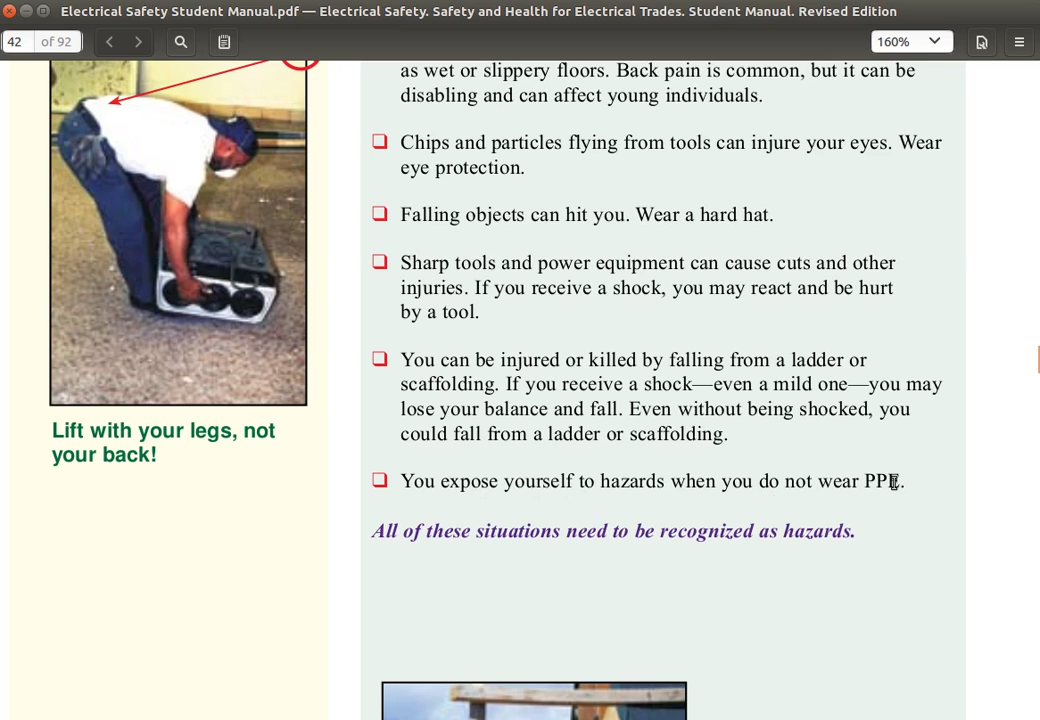 Electrical Safety Student Manual.pdf — Electrical Safety. Safety and Health for Electrical Trades. Student Manual. Revised Edition
42 of 92
160%
as wet or slippery floors. Back pain is common, but it can be
disabling and can affect young individuals.
Chips and particles flying from tools can injure your eyes. Wear
eye protection.
Falling objects can hit you. Wear a hard hat.
Sharp tools and power equipment can cause cuts and other
injuries. If you receive a shock, you may react and be hurt
by a tool.
You can be injured or killed by falling from a ladder or
scaffolding. If you receive a shock—even a mild one—you may
lose your balance and fall. Even without being shocked, you
could fall from a ladder or scaffolding.
You expose yourself to hazards when you do not wear PPE.
All of these situations need to be recognized as hazards.
Lift with your legs, not
your back!